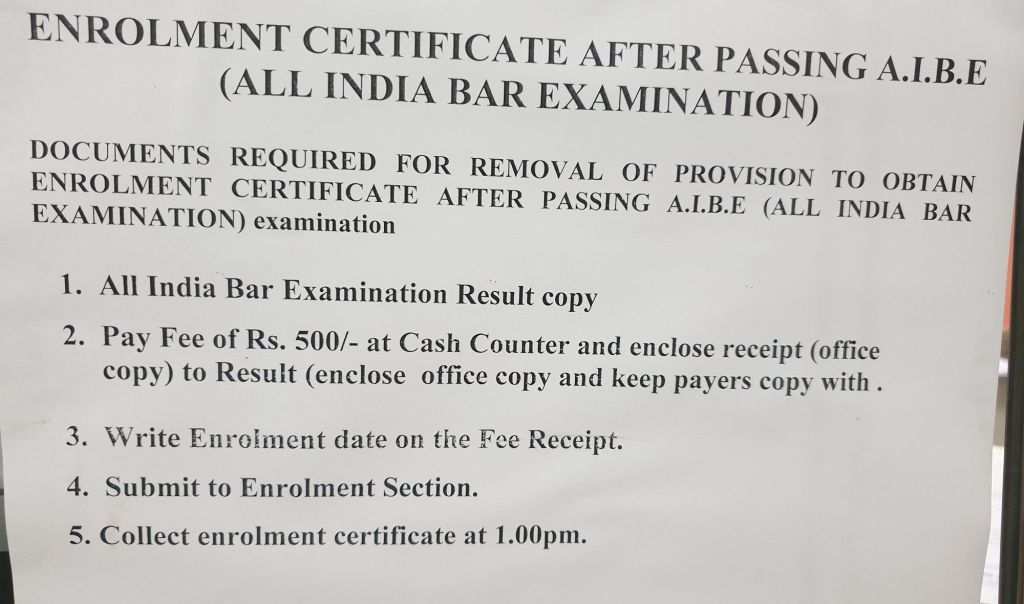 ENROLMENT CERTIFICATE AFTER PASSING A.I.B.E
(ALL INDIA BAR EXAMINATION)
DOCUMENTS REQUIRED FOR REMOVAL OF PROVISION TO OBTAIN
ENROLMENT CERTIFICATE AFTER PASSING A.I.B.E (ALL INDIA BAR
EXAMINATION) examination
1. All India Bar Examination Result copy
2. Pay Fee of Rs. 500/- at Cash Counter and enclose receipt (office
copy) to Result (enclose office copy and keep payers copy with .
3. Write Enrolment date on the Fee Receipt.
4. Submit to Enrolment Section.
5. Collect enrolment certificate at 1.00pm.